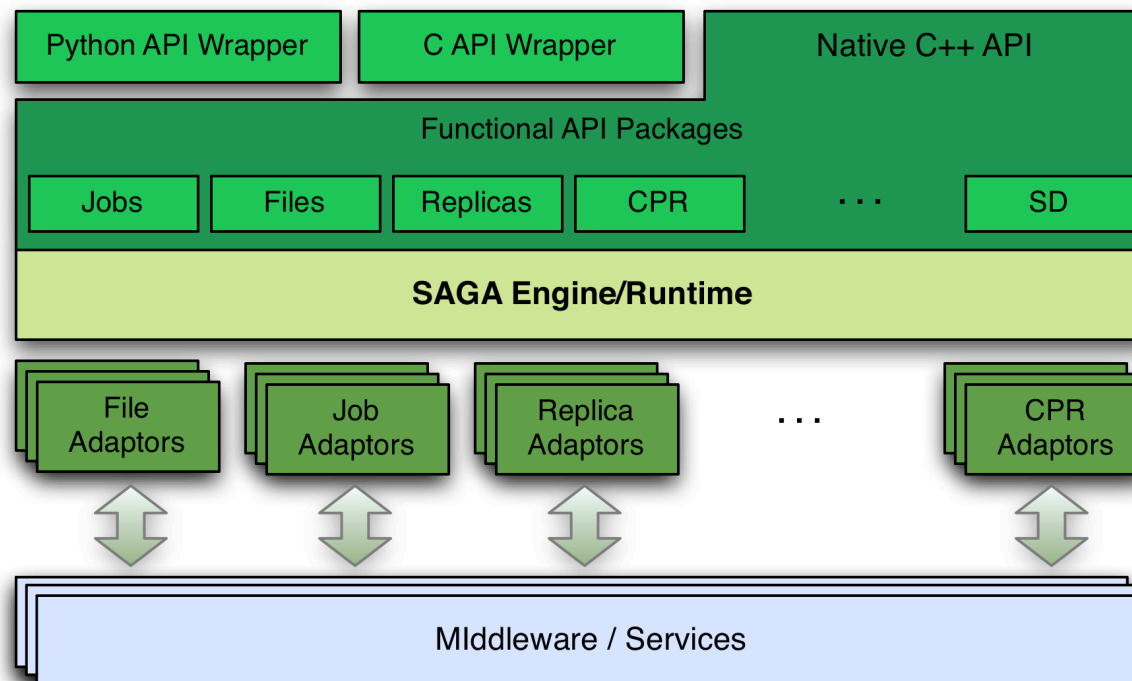 Python API Wrapper
C API Wrapper
Native C++ API
Functional API Packages
Jobs
Files
Replicas
CPR
. . .
SD
SAGA Engine/Runtime
File
Adaptors
Job
Adaptors
Replica
Adaptors
. . .
CPR
Adaptors
MIddleware / Services